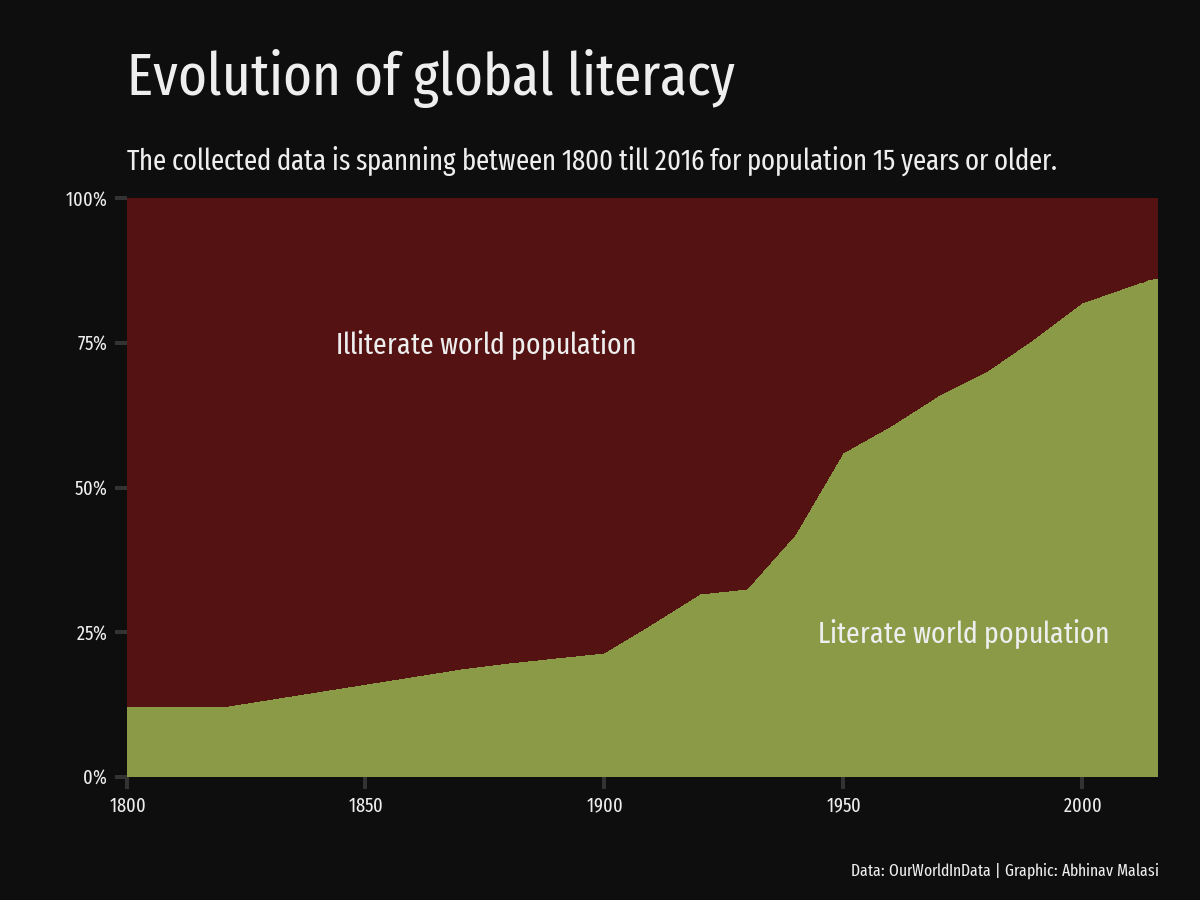 Evolution of global literacy
The collected data is spanning between 1800 till 2016 for population 15 years or older.
100%
75%
50%
25%
0%
Illiterate world population
Literate world population
1800 1850 1900 1950 2000
Data: OurWorldInData | Graphic: Abhinav Malasi